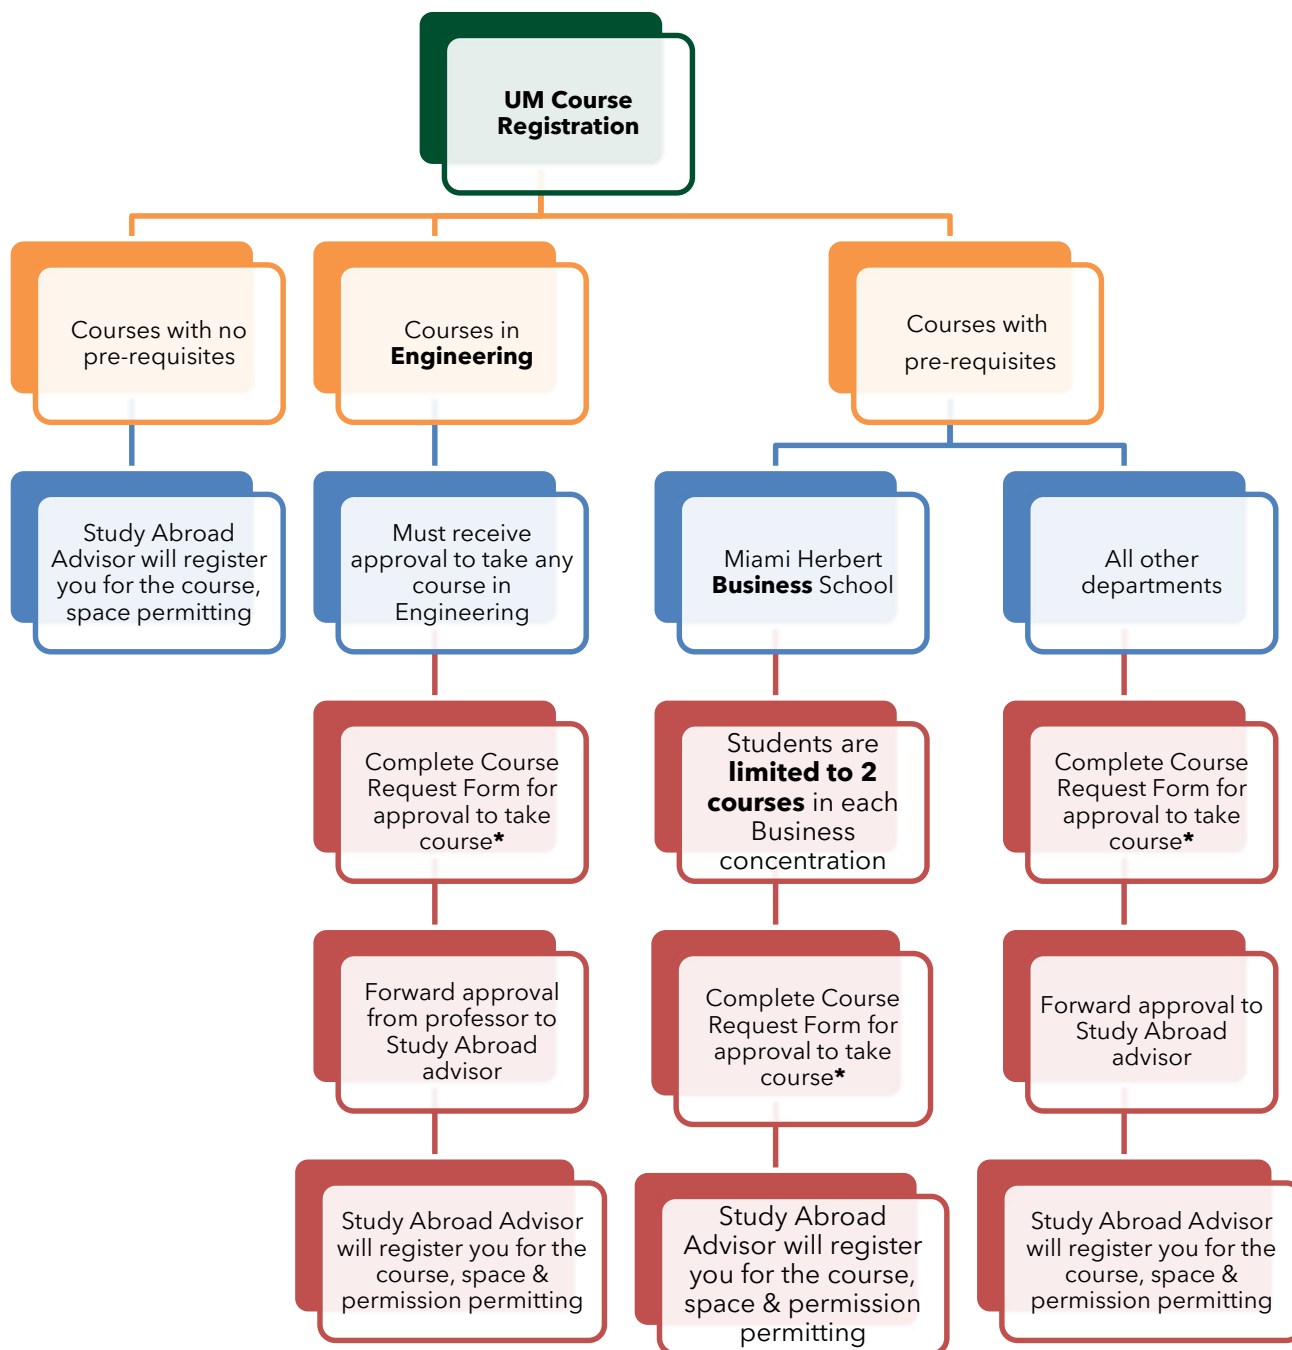 UM Course
Registration
Courses with no
pre-requisites
Courses in
Engineering
Courses with
pre-requisites
Study Abroad
Advisor will register
you for the course,
space permitting
Must receive
approval to take any
course in
Engineering
Miami Herbert
Business School
All other
departments
Complete Course
Request Form for
approval to take
course*
Students are
limited to 2
courses in each
Business
concentration
Complete Course
Request Form for
approval to take
course*
Forward approval
from professor to
Study Abroad
advisor
Complete Course
Request Form for
approval to take
course*
Forward approval to
Study Abroad
advisor
Study Abroad Advisor
will register you for the
course, space &
permission permitting
Study Abroad
Advisor will register
you for the course,
space & permission
permitting
Study Abroad Advisor
will register you for the
course, space &
permission permitting